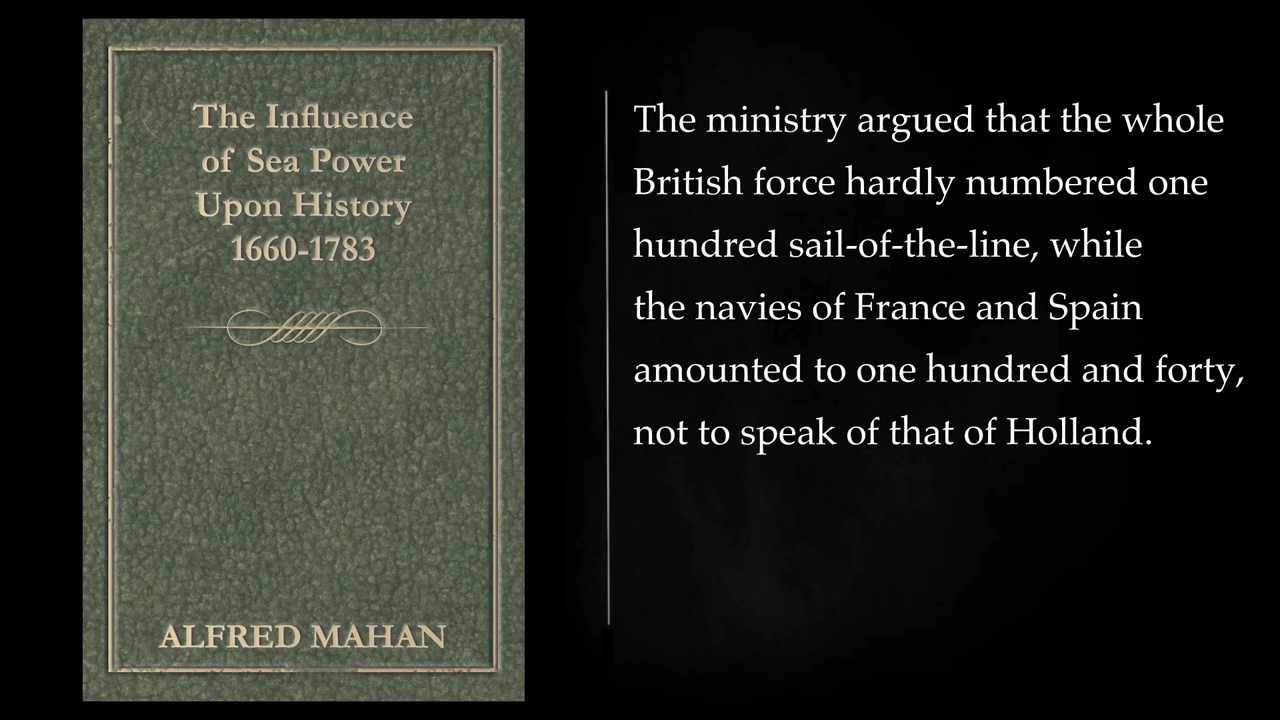 The Influence
of Sea Power
Upon History
1660-1783
ALFRED MAHAN
The ministry argued that the whole
British force hardly numbered one
hundred sail-of-the-line, while
the navies of France and Spain
amounted to one hundred and forty,
not to speak of that of Holland.